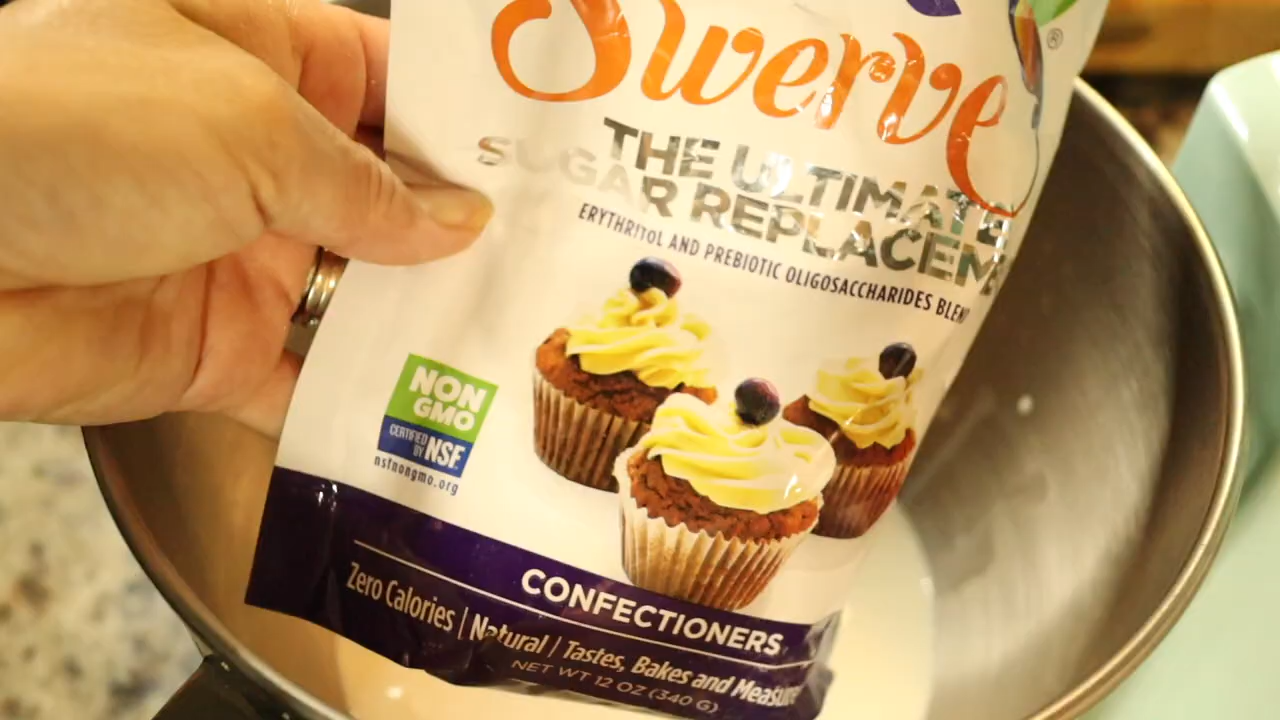 Swerve
®
THE ULTIMATE
SUGAR REPLACEM
ERYTHRITOL AND PREBIOTIC OLIGOSACCHARIDES BLEND
NON
GMO
CERTIFIED
BY NSF
nsfnongmo.org
CONFECTIONERS
Zero Calories | Natural | Tastes, Bakes and Measure
NET WT 12 OZ (340 G)